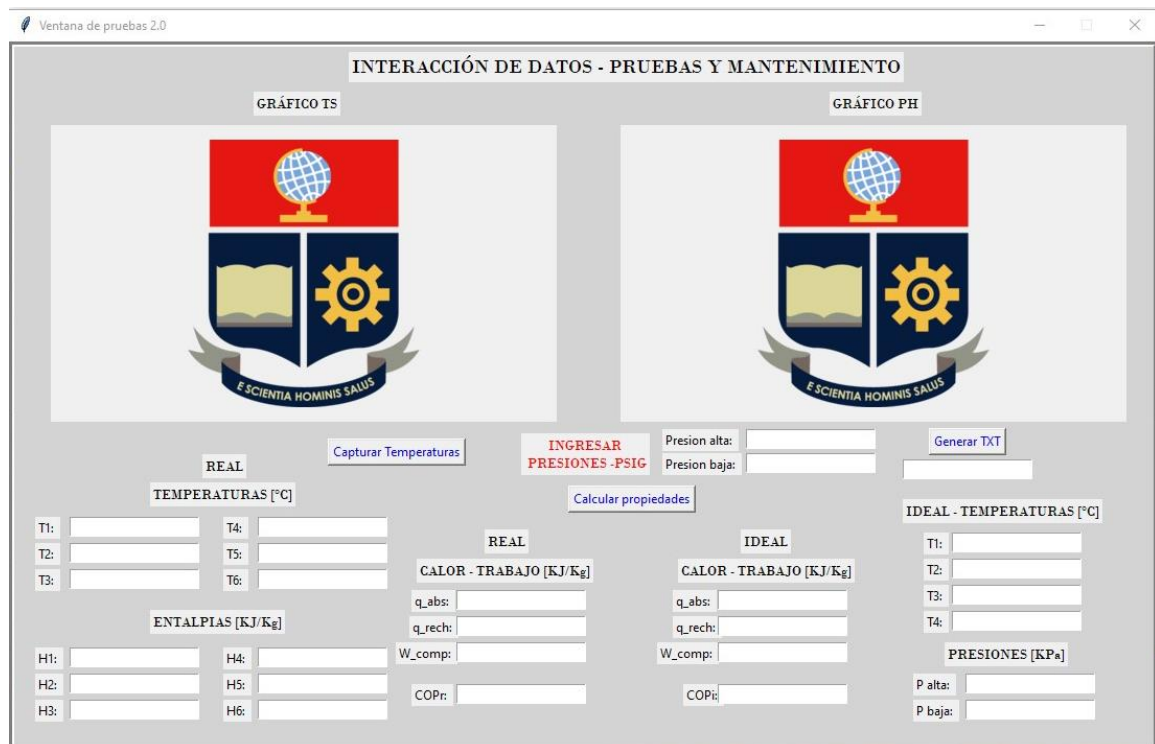 Ventana de pruebas 2.0
INTERACCIÓN DE DATOS - PRUEBAS Y MANTENIMIENTO
GRÁFICO TS
GRÁFICO PH
E SCIENTIA HOMINIS SALUS
E SCIENTIA HOMINIS SALUS
Capturar Temperaturas
INGRESAR
PRESIONES -PSIG
Presion alta:
Presion baja:
Generar TXT
Calcular propiedades
REAL
TEMPERATURAS [°C]
T1:
T4:
T2:
T5:
T3:
T6:
ENTALPIAS [KJ/Kg]
H1:
H4:
H2:
H5:
H3:
H6:
REAL
CALOR - TRABAJO [KJ/Kg]
q_abs:
q_rech:
W_comp:
COPr:
IDEAL
CALOR - TRABAJO [KJ/Kg]
q_abs:
q_rech:
W_comp:
COPi:
IDEAL - TEMPERATURAS [°C]
T1:
T2:
T3:
T4:
PRESIONES [KPa]
P alta:
P baja: